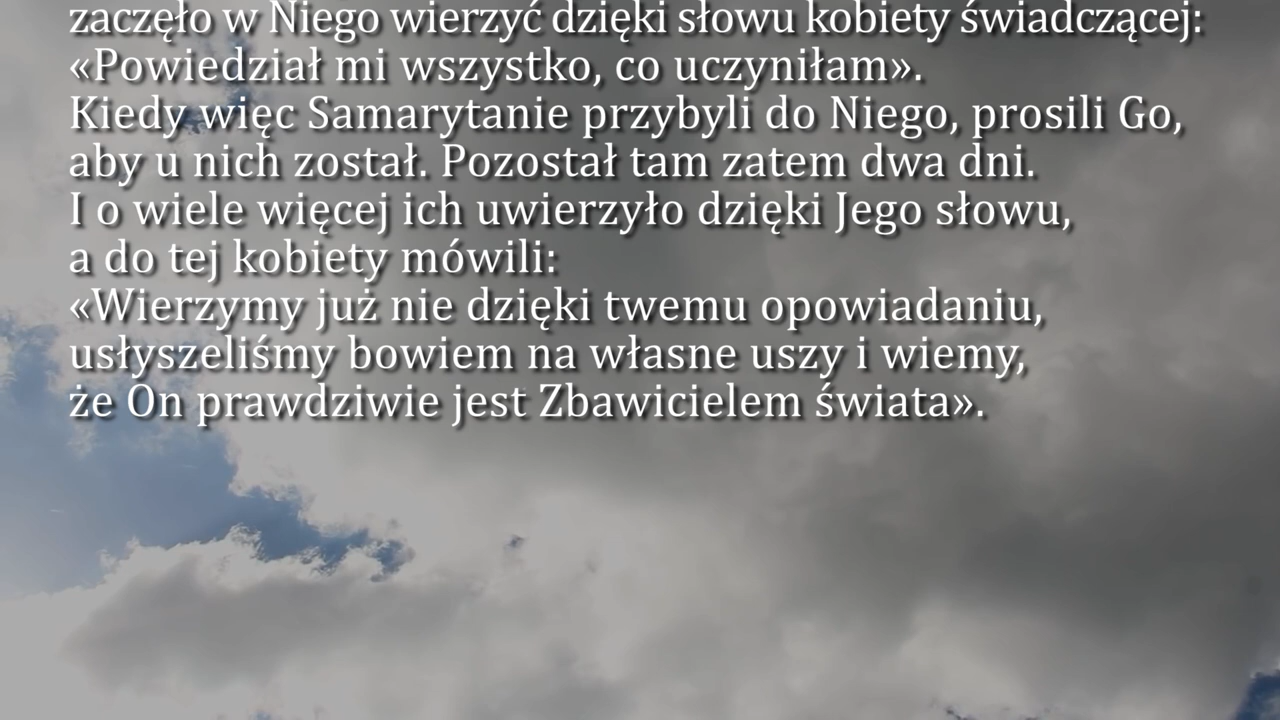 zaczęło w Niego wierzyć dzięki słowu kobiety świadczącej:
«Powiedział mi wszystko, co uczyniłam».
Kiedy więc Samarytanie przybyli do Niego, prosili Go,
aby u nich został. Pozostał tam zatem dwa dni.
I o wiele więcej ich uwierzyło dzięki Jego słowu,
a do tej kobiety mówili:
«Wierzymy już nie dzięki twemu opowiadaniu,
usłyszeliśmy bowiem na własne uszy i wiemy,
że On prawdziwie jest Zbawicielem świata».